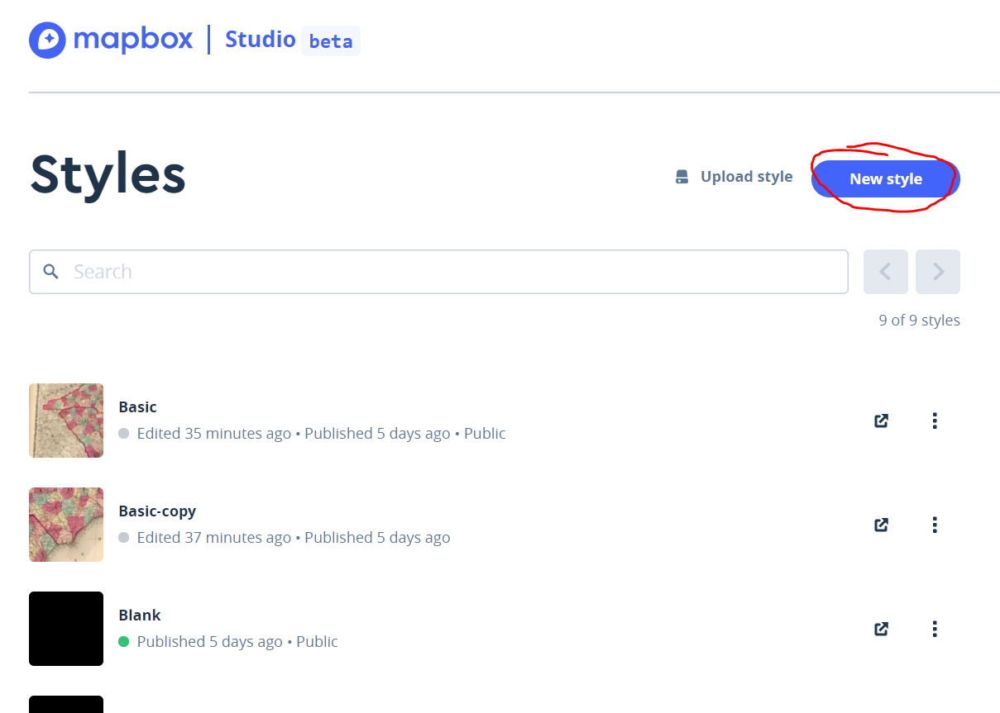 mapbox | Studio beta
Styles
Upload style
New style
Search
9 of 9 styles
Basic
Edited 35 minutes ago • Published 5 days ago • Public
Basic-copy
Edited 37 minutes ago • Published 5 days ago
Blank
Published 5 days ago • Public